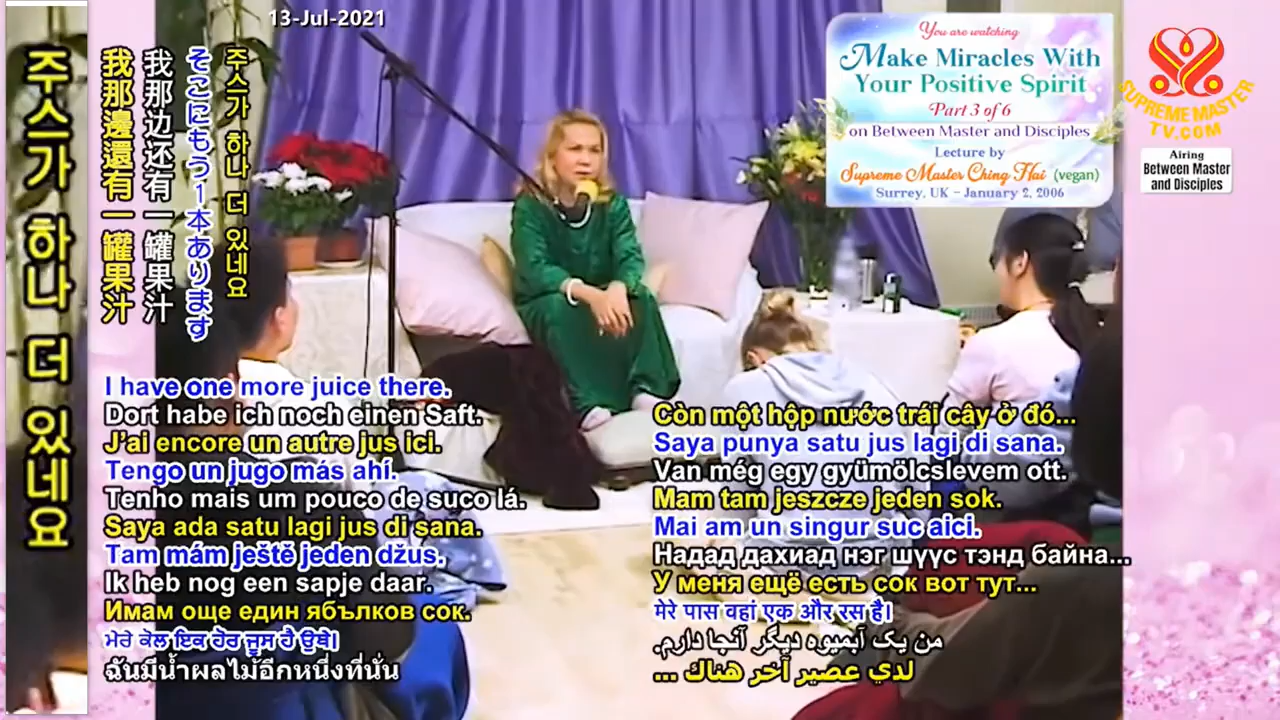 13-Jul-2021
You are watching
Make Miracles With
Your Positive Spirit
Part 3 of 6
on Between Master and Disciples
Lecture by
Supreme Master Ching Hai (vegan)
Surrey, UK – January 2, 2006
SUPREME MASTER
TV.COM
Airing
Between Master
and Disciples
주스가 하나 더 있네요
我那邊還有一罐果汁
我那边还有一罐果汁
そこにもう1本あります
주스가 하나 더 있네요
I have one more juice there.
Dort habe ich noch einen Saft.
J'ai encore un autre jus ici.
Tengo un jugo más ahí.
Tenho mais um pouco de suco lá.
Saya ada satu lagi jus di sana.
Tam mám ještě jeden džus.
Ik heb nog een sapje daar.
Имам още един ябълков сок.
ਮੇਰੇ ਕੋਲ ਇਕ ਹੋਰ ਜੂਸ ਹੈ ਉਥੇ।
ฉันมีน้ำผลไม้อีกหนึ่งที่นั่น
Còn một hộp nước trái cây ở đó...
Saya punya satu jus lagi di sana.
Van még egy gyümölcslevem ott.
Mam tam jeszcze jeden sok.
Mai am un singur suc aici.
Надад дахиад нэг шүүс тэнд байна...
У меня ещё есть сок вот тут...
मेरे पास वहां एक और रस है।
من یک آبمیوه دیگر آنجا دارم.
لدي عصير آخر هناك ...